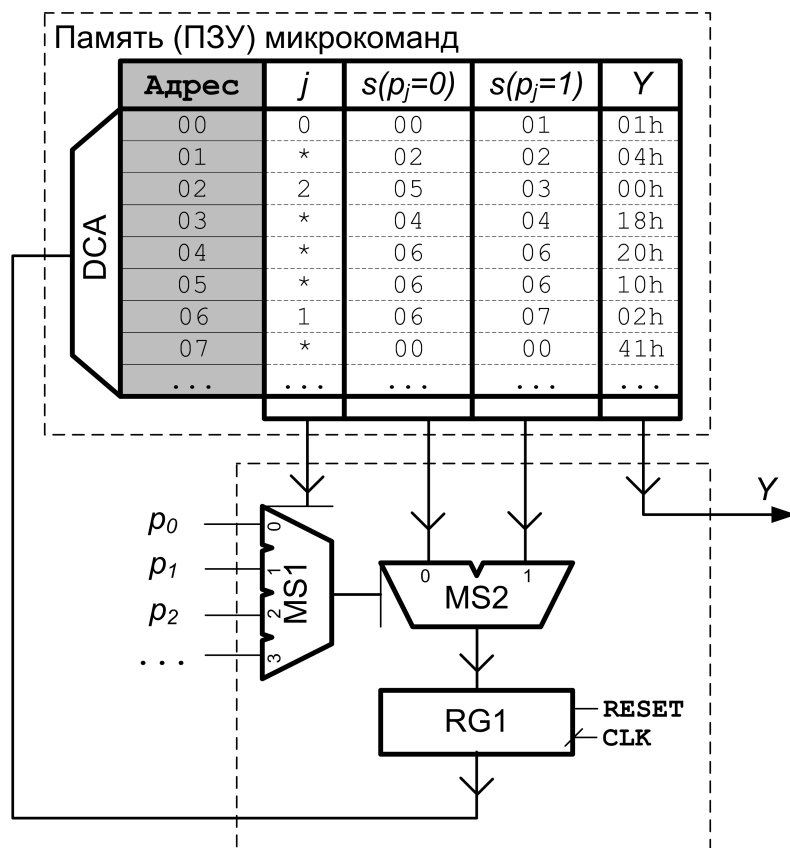 Память (ПЗУ) микрокоманд
Адрес j s(pj=0) s(pj=1) Y
00 0 00 01 01h
01 * 02 02 04h
02 2 05 03 00h
03 * 04 04 18h
04 * 06 06 20h
05 * 06 06 10h
06 1 06 07 02h
07 * 00 00 41h
... ... ... ... ...
DCA
Y
p0
p1
p2
...
0
1
2
3
MS1
0 1
MS2
RG1
RESET
CLK